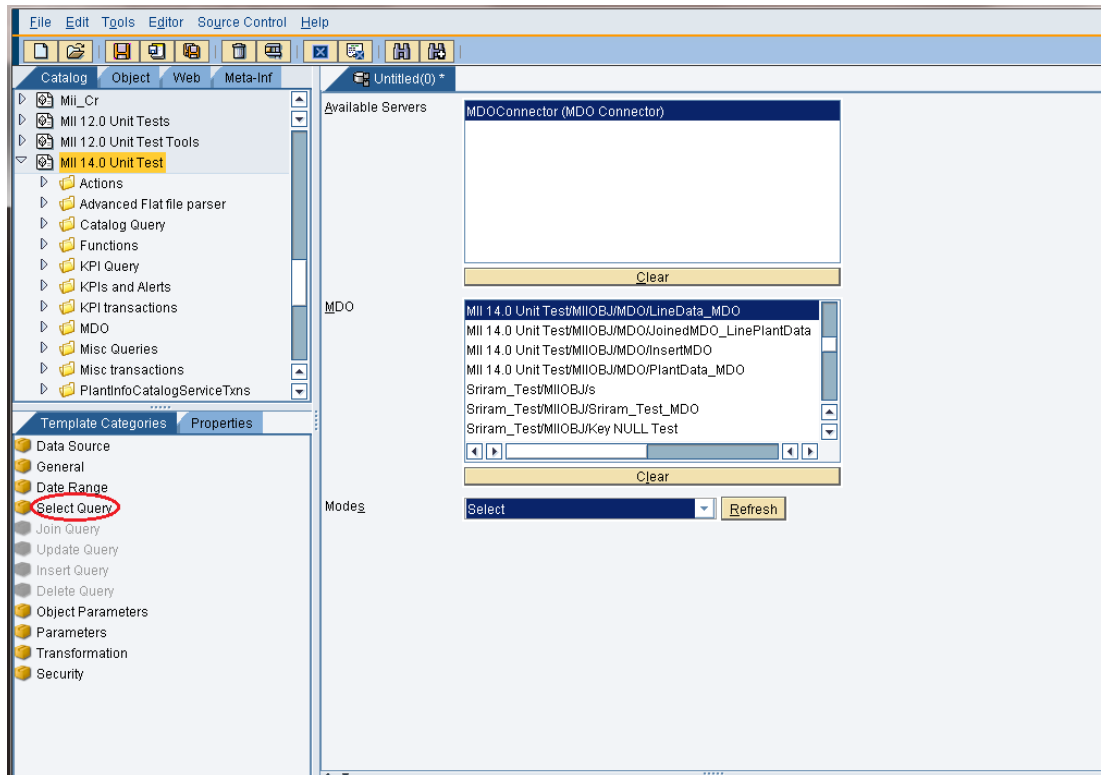 File Edit Tools Editor Source Control Help
Catalog Object Web Meta-Inf
Mii_Cr
MII 12.0 Unit Tests
MII 12.0 Unit Test Tools
MII 14.0 Unit Test
Actions
Advanced Flat file parser
Catalog Query
Functions
KPI Query
KPIs and Alerts
KPI transactions
MDO
Misc Queries
Misc transactions
PlantInfoCatalogServiceTxns
Template Categories Properties
Data Source
General
Date Range
Select Query
Join Query
Update Query
Insert Query
Delete Query
Object Parameters
Parameters
Transformation
Security
Untitled(0) *
Available Servers
MDOConnector (MDO Connector)
Clear
MDO
MII 14.0 Unit Test/MIIOBJ/MDO/LineData_MDO
MII 14.0 Unit Test/MIIOBJ/MDO/JoinedMDO_LinePlantData
MII 14.0 Unit Test/MIIOBJ/MDO/InsertMDO
MII 14.0 Unit Test/MIIOBJ/MDO/PlantData_MDO
Sriram_Test/MIIOBJ/s
Sriram_Test/MIIOBJ/Sriram_Test_MDO
Sriram_Test/MIIOBJ/Key NULL Test
Clear
Modes Select Refresh